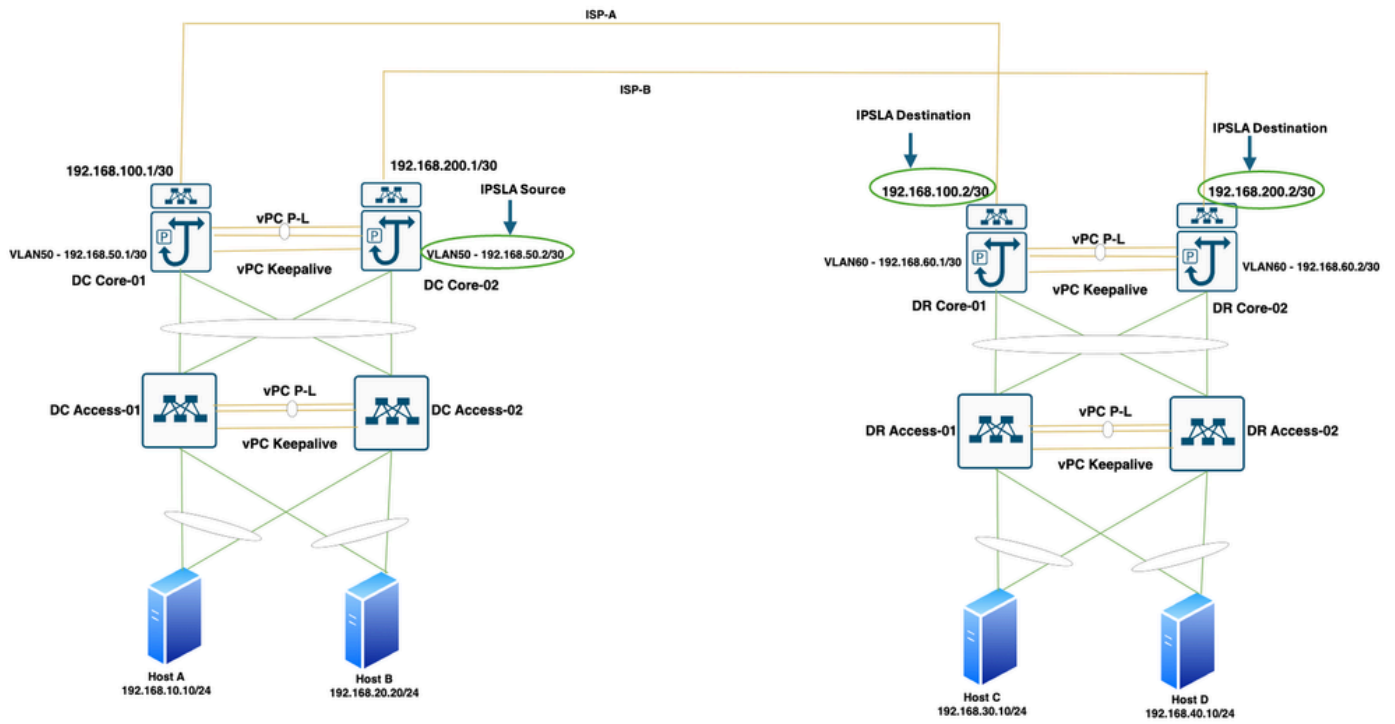 ISP-A
ISP-B
IPSLA Destination
IPSLA Destination
192.168.100.1/30
192.168.200.1/30
IPSLA Source
192.168.100.2/30
192.168.200.2/30
vPC P-L
P
P
VLAN50 - 192.168.50.1/30
VLAN50 - 192.168.50.2/30
vPC Keepalive
DC Core-01
DC Core-02
vPC P-L
P
P
VLAN60 - 192.168.60.1/30
VLAN60 - 192.168.60.2/30
vPC Keepalive
DR Core-01
DR Core-02
vPC P-L
DC Access-01
DC Access-02
vPC Keepalive
vPC P-L
DR Access-01
DR Access-02
vPC Keepalive
Host A
192.168.10.10/24
Host B
192.168.20.20/24
Host C
192.168.30.10/24
Host D
192.168.40.10/24